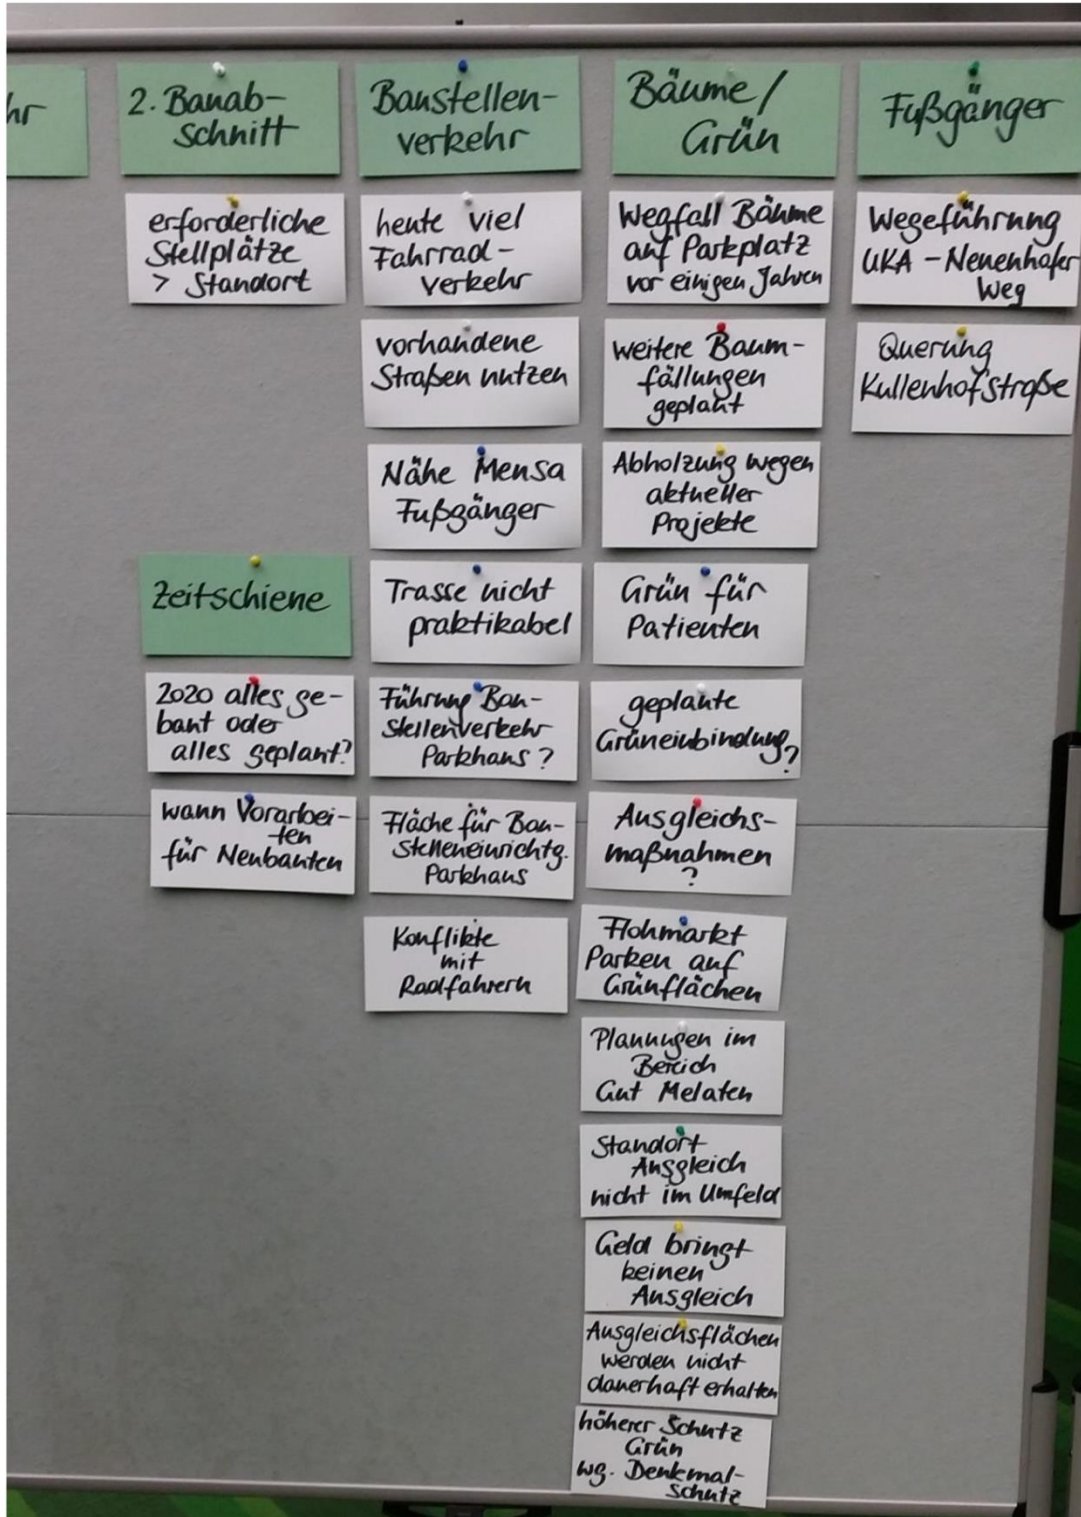 hr
2. Bauab-
schnitt
erforderliche
Stellplätze
> Standort
Zeitschiene
2020 alles ge-
baut oder
alles geplant?
wann Vorarbei-
ten
für Neubauten
Baustellen-
verkehr
heute viel
Fahrrad-
verkehr
vorhandene
Straßen nutzen
Nähe Mensa
Fußgänger
Trasse nicht
praktikabel
Führung Bau-
stellenverkehr
Parkhaus?
Fläche für Bau-
stelleneinrichtg.
Parkhaus
Konflikte
mit
Radfahrern
Bäume/
Grün
Wegfall Bäume
auf Parkplatz
vor einigen Jahren
weitere Baum-
fällungen
geplant
Abholzung wegen
aktueller
Projekte
Grün für
Patienten
geplante
Grüneinbindung?
Ausgleichs-
maßnahmen
?
Flohmarkt
Parken auf
Grünflächen
Planungen im
Bereich
Gut Melaten
Standort
Ausgleich
nicht im Umfeld
Geld bringt
keinen
Ausgleich
Ausgleichsflächen
werden nicht
dauerhaft erhalten
höherer Schutz
Grün
wg. Denkmal-
schutz
Fußgänger
Wegeführung
UKA - Neuenhofer
Weg
Querung
Kullenhofstraße